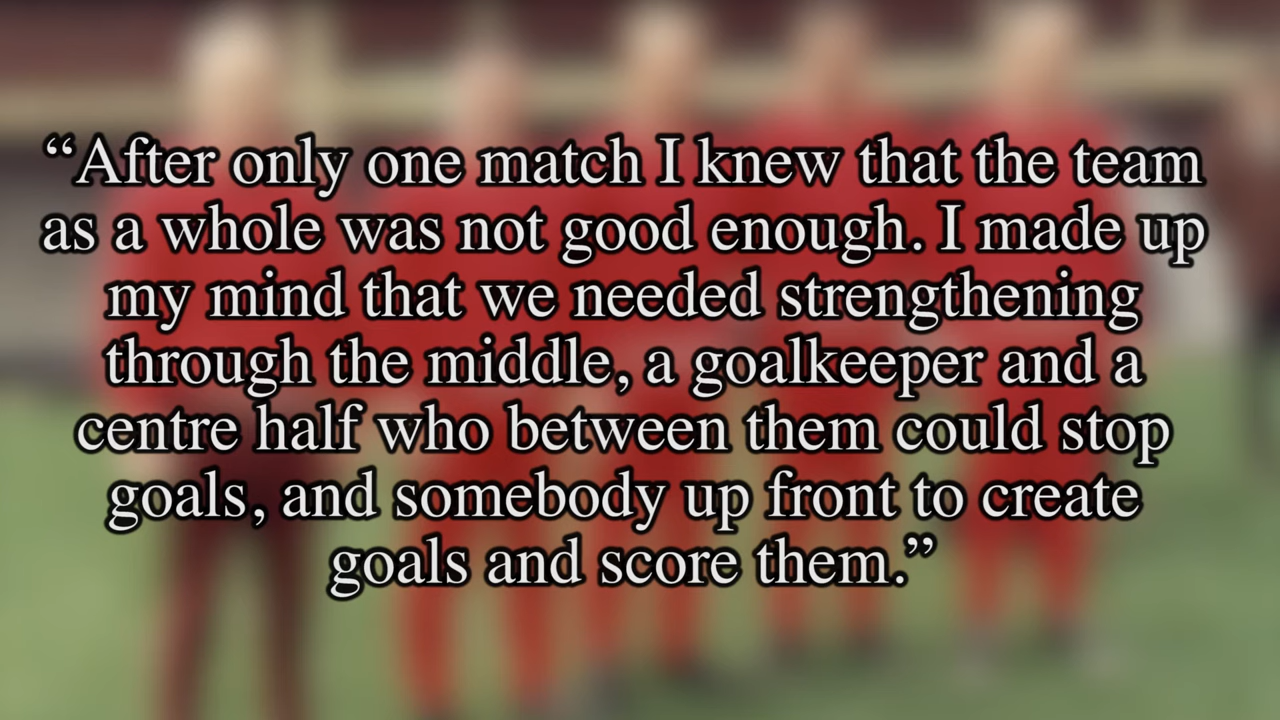 “After only one match I knew that the team
as a whole was not good enough. I made up
my mind that we needed strengthening
through the middle, a goalkeeper and a
centre half who between them could stop
goals, and somebody up front to create
goals and score them.”